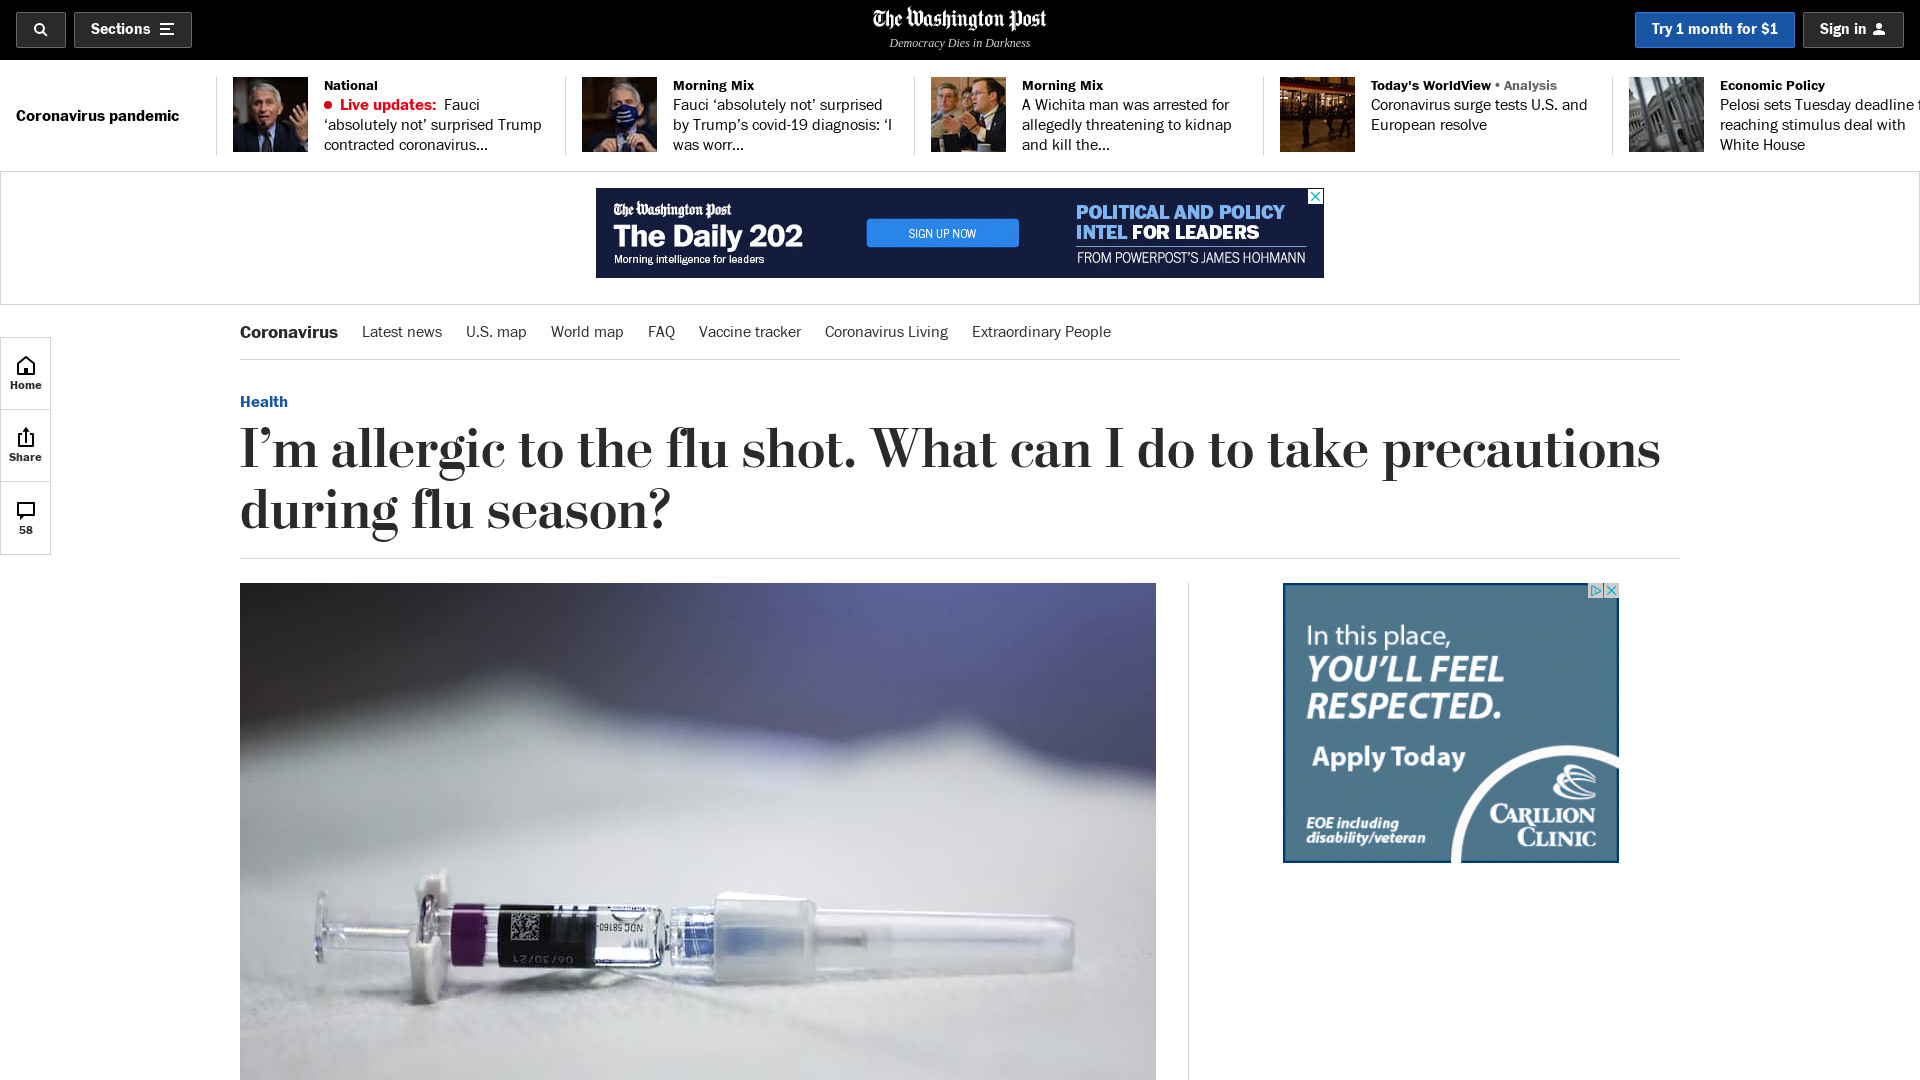 Sections
The Washington Post
Democracy Dies in Darkness
Try 1 month for $1
Sign in
Coronavirus pandemic
National
Live updates: Fauci
‘absolutely not’ surprised Trump
contracted coronavirus...
Morning Mix
Fauci ‘absolutely not’ surprised
by Trump’s covid-19 diagnosis: ‘I
was worr...
Morning Mix
A Wichita man was arrested for
allegedly threatening to kidnap
and kill the...
Today's WorldView • Analysis
Coronavirus surge tests U.S. and
European resolve
Economic Policy
Pelosi sets Tuesday deadline f
reaching stimulus deal with
White House
The Washington Post
The Daily 202
Morning intelligence for leaders
SIGN UP NOW
POLITICAL AND POLICY
INTEL FOR LEADERS
FROM POWERPOST'S JAMES HOHMANN
Coronavirus Latest news U.S. map World map FAQ Vaccine tracker Coronavirus Living Extraordinary People
Home
Share
58
Health
I’m allergic to the flu shot. What can I do to take precautions
during flu season?
NDC 58160-
06/30/21
In this place,
YOU'LL FEEL
RESPECTED.
Apply Today
EOE including
disability/veteran
CARILION
CLINIC